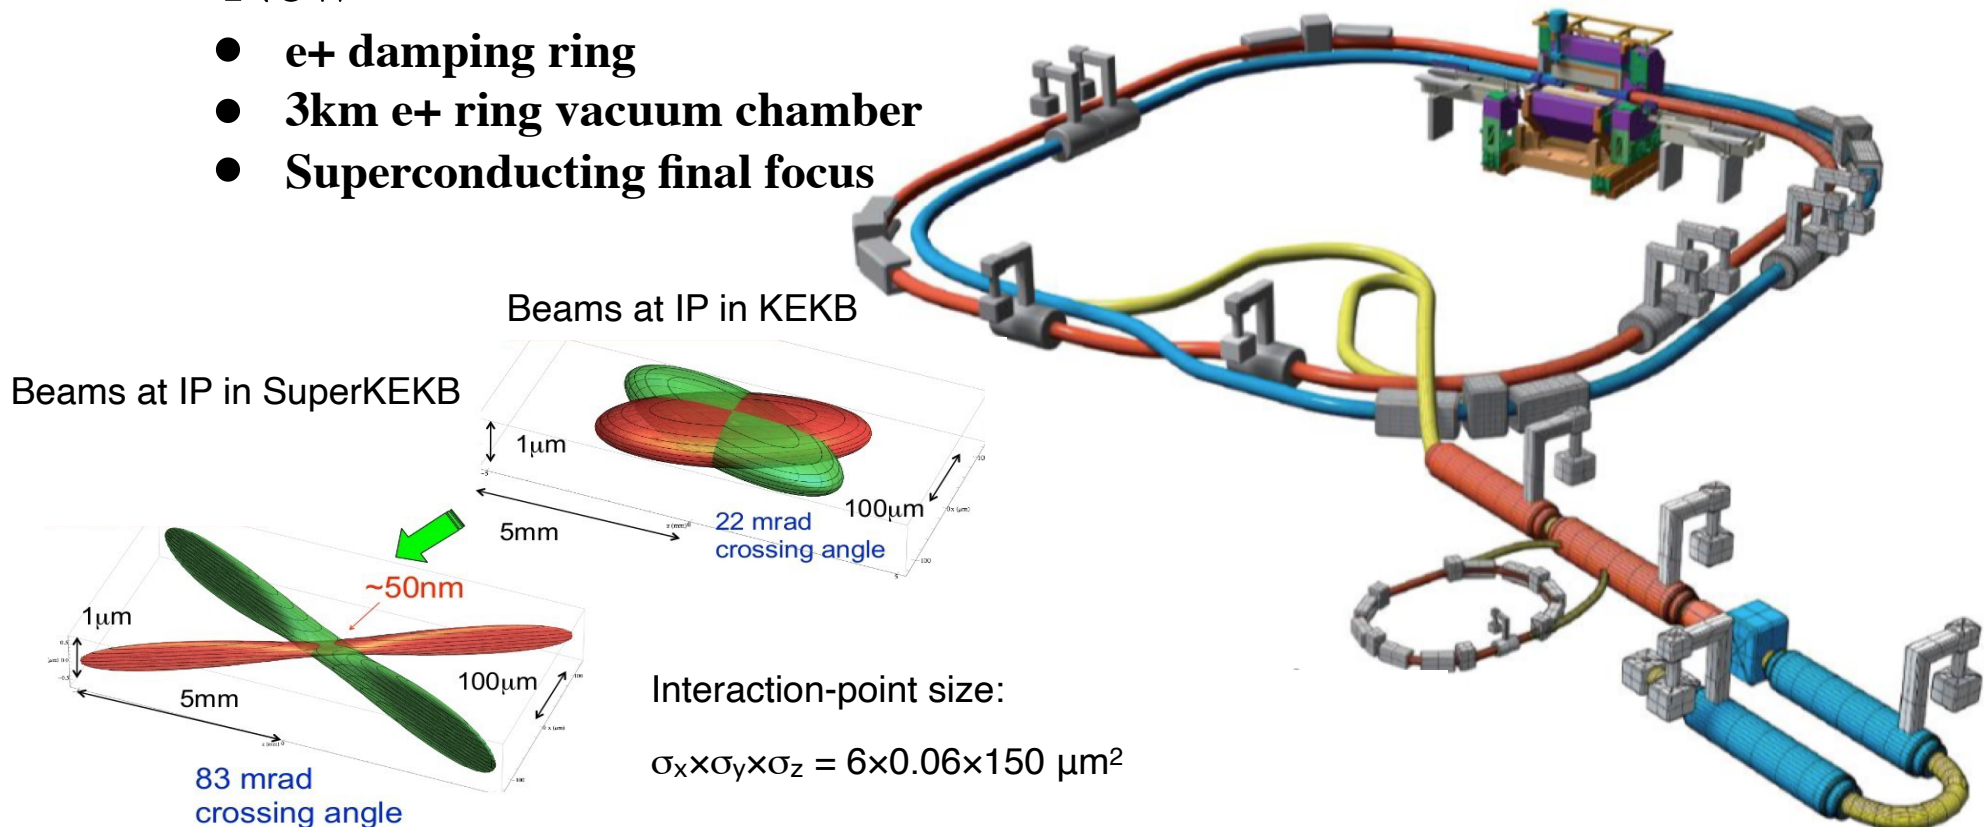 ● e+ damping ring
● 3km e+ ring vacuum chamber
● Superconducting final focus
Beams at IP in KEKB
1μm
5mm
100μm
22 mrad
crossing angle
Beams at IP in SuperKEKB
~50nm
1μm
5mm
100μm
83 mrad
crossing angle
Interaction-point size:
σx×σy×σz = 6×0.06×150 μm²